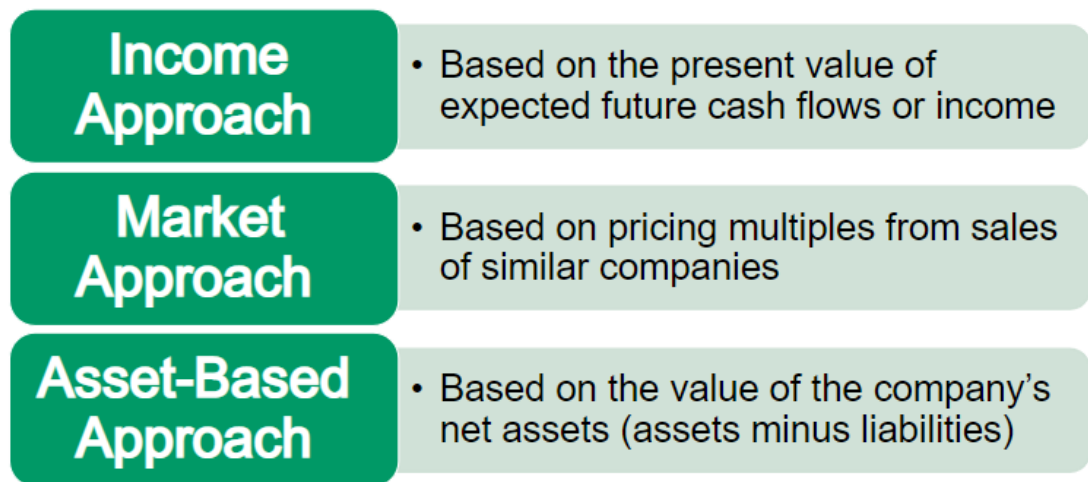 Income
Approach
• Based on the present value of
expected future cash flows or income
Market
Approach
• Based on pricing multiples from sales
of similar companies
Asset-Based
Approach
• Based on the value of the company’s
net assets (assets minus liabilities)